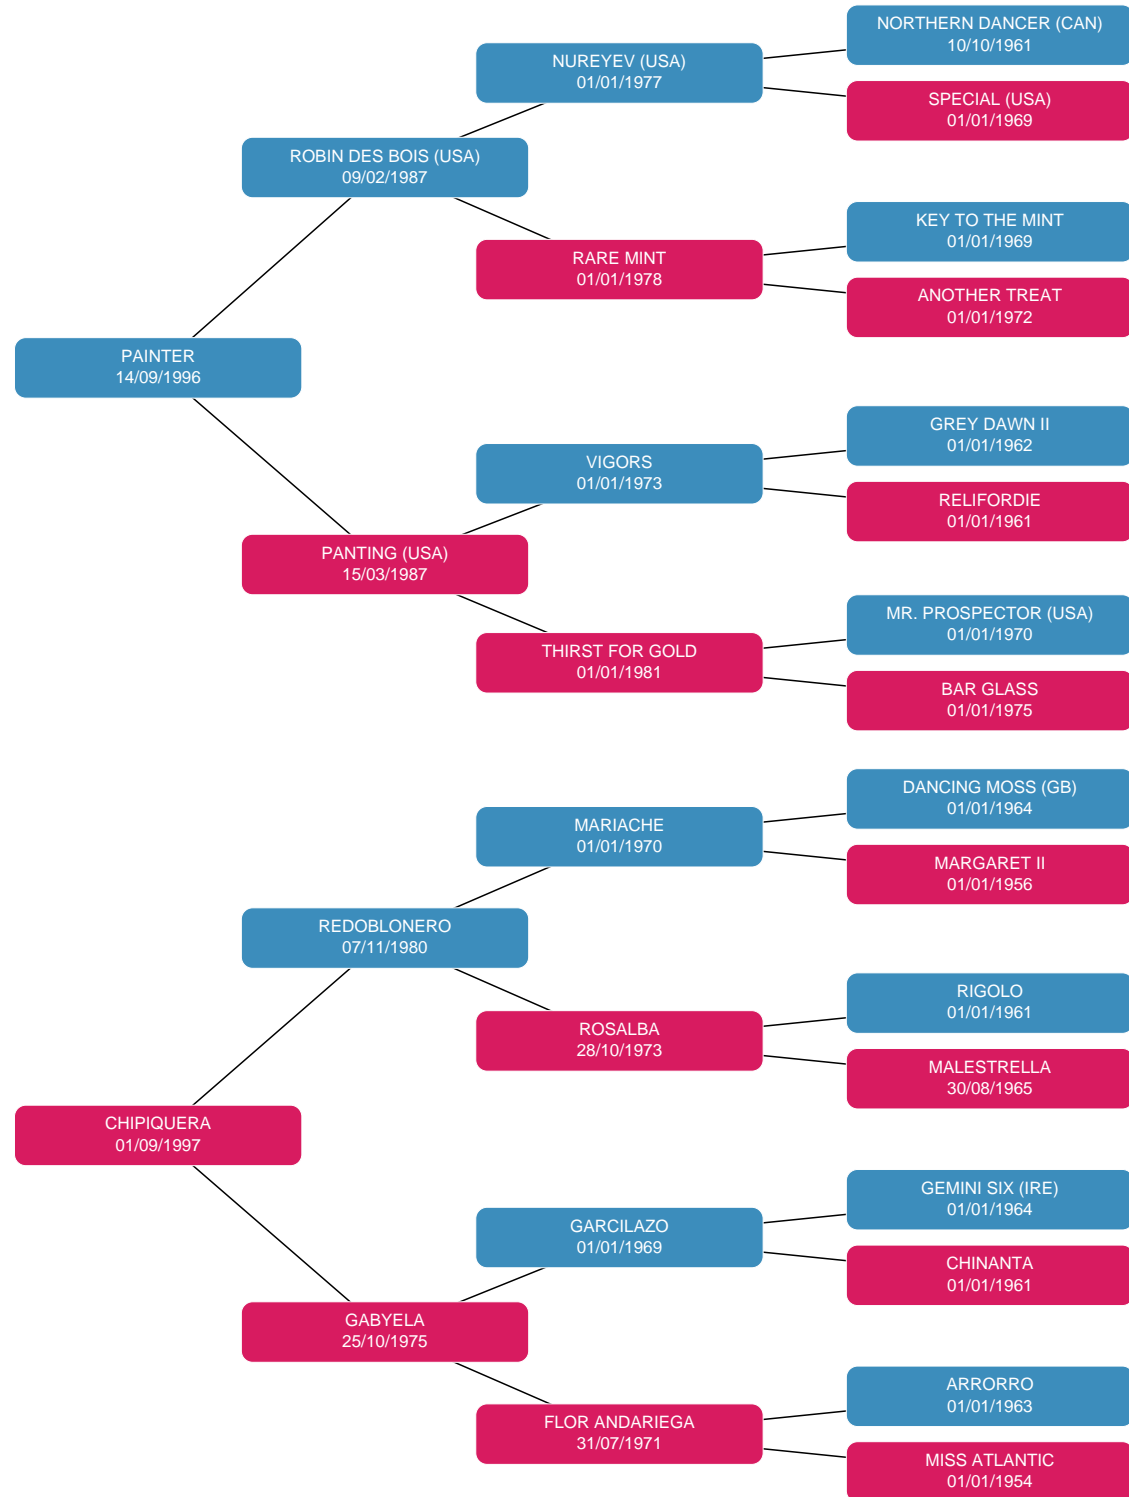 NORTHERN DANCER (CAN)
10/10/1961
NUREYEV (USA)
01/01/1977
SPECIAL (USA)
01/01/1969
ROBIN DES BOIS (USA)
09/02/1987
KEY TO THE MINT
01/01/1969
RARE MINT
01/01/1978
ANOTHER TREAT
01/01/1972
PAINTER
14/09/1996
GREY DAWN II
01/01/1962
VIGORS
01/01/1973
RELIFORDIE
01/01/1961
PANTING (USA)
15/03/1987
MR. PROSPECTOR (USA)
01/01/1970
THIRST FOR GOLD
01/01/1981
BAR GLASS
01/01/1975
DANCING MOSS (GB)
01/01/1964
MARIACHE
01/01/1970
MARGARET II
01/01/1956
REDOBLONERO
07/11/1980
RIGOLO
01/01/1961
ROSALBA
28/10/1973
MALESTRELLA
30/08/1965
CHIPIQUERA
01/09/1997
GEMINI SIX (IRE)
01/01/1964
GARCILAZO
01/01/1969
CHINANTA
01/01/1961
GABYELA
25/10/1975
ARRORRO
01/01/1963
FLOR ANDARIEGA
31/07/1971
MISS ATLANTIC
01/01/1954